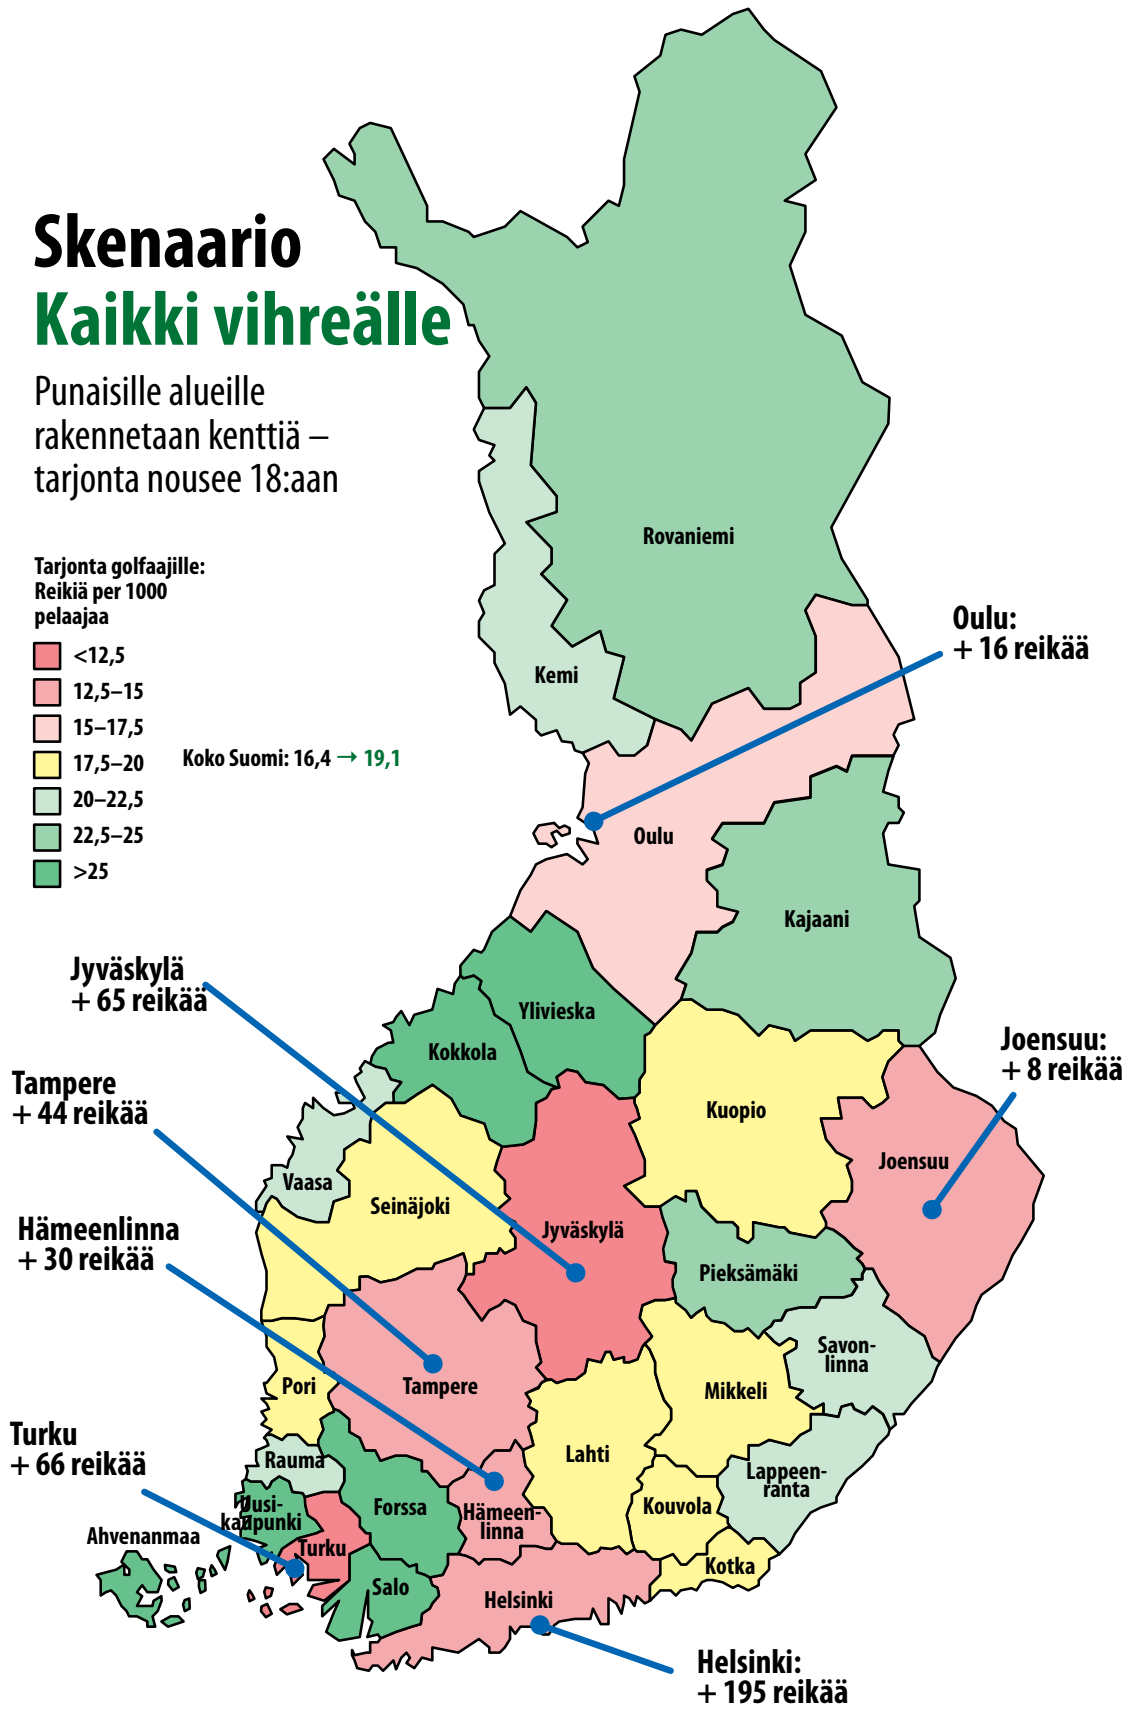 Skenaario
Kaikki vihreälle
Punaisille alueille
rakennetaan kenttiä –
tarjonta nousee 18:aan
Tarjonta golfaajille:
Reikiä per 1000
pelaajaa
<12,5
12,5–15
15–17,5
17,5–20
20–22,5
22,5–25
>25
Koko Suomi: 16,4 → 19,1
Rovaniemi
Kemi
Oulu:
+ 16 reikää
Oulu
Kajaani
Jyväskylä
+ 65 reikää
Ylivieska
Kokkola
Joensuu:
+ 8 reikää
Tampere
+ 44 reikää
Kuopio
Joensuu
Vaasa
Seinäjoki
Jyväskylä
Hämeenlinna
+ 30 reikää
Pieksämäki
Savon-
linna
Pori
Tampere
Mikkeli
Turku
+ 66 reikää
Rauma
Lahti
Lappeen-
ranta
Uusi-
kaupunki
Forssa
Hämeen-
linna
Kouvola
Ahvenanmaa
Turku
Kotka
Salo
Helsinki
Helsinki:
+ 195 reikää